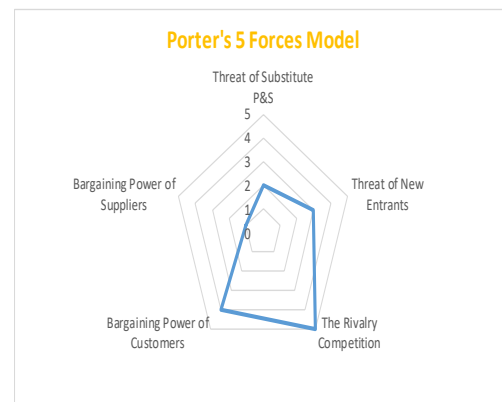 Porter's 5 Forces Model
Threat of Substitute
P&S
5
4
3
2
1
0
Threat of New
Entrants
The Rivalry
Competition
Bargaining Power of
Customers
Bargaining Power of
Suppliers